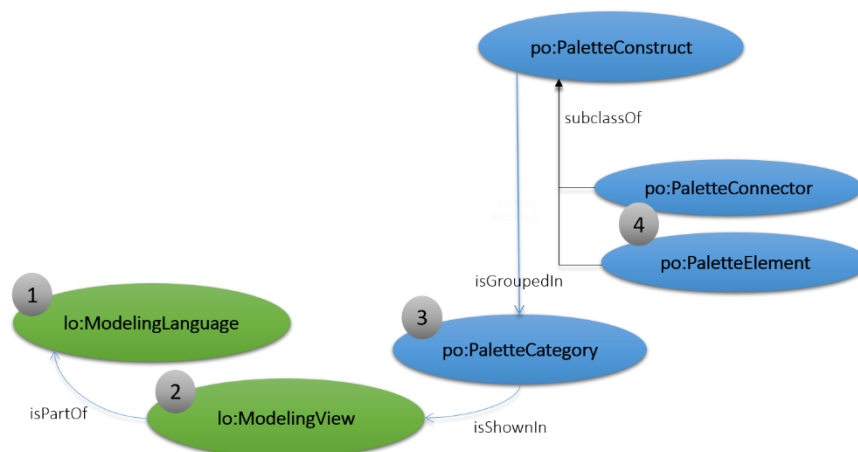 po:PaletteConstruct
subclassOf
po:PaletteConnector
4
po:PaletteElement
isGroupedIn
1
lo:ModelingLanguage
3
po:PaletteCategory
2
isPartOf
lo:ModelingView
isShownIn